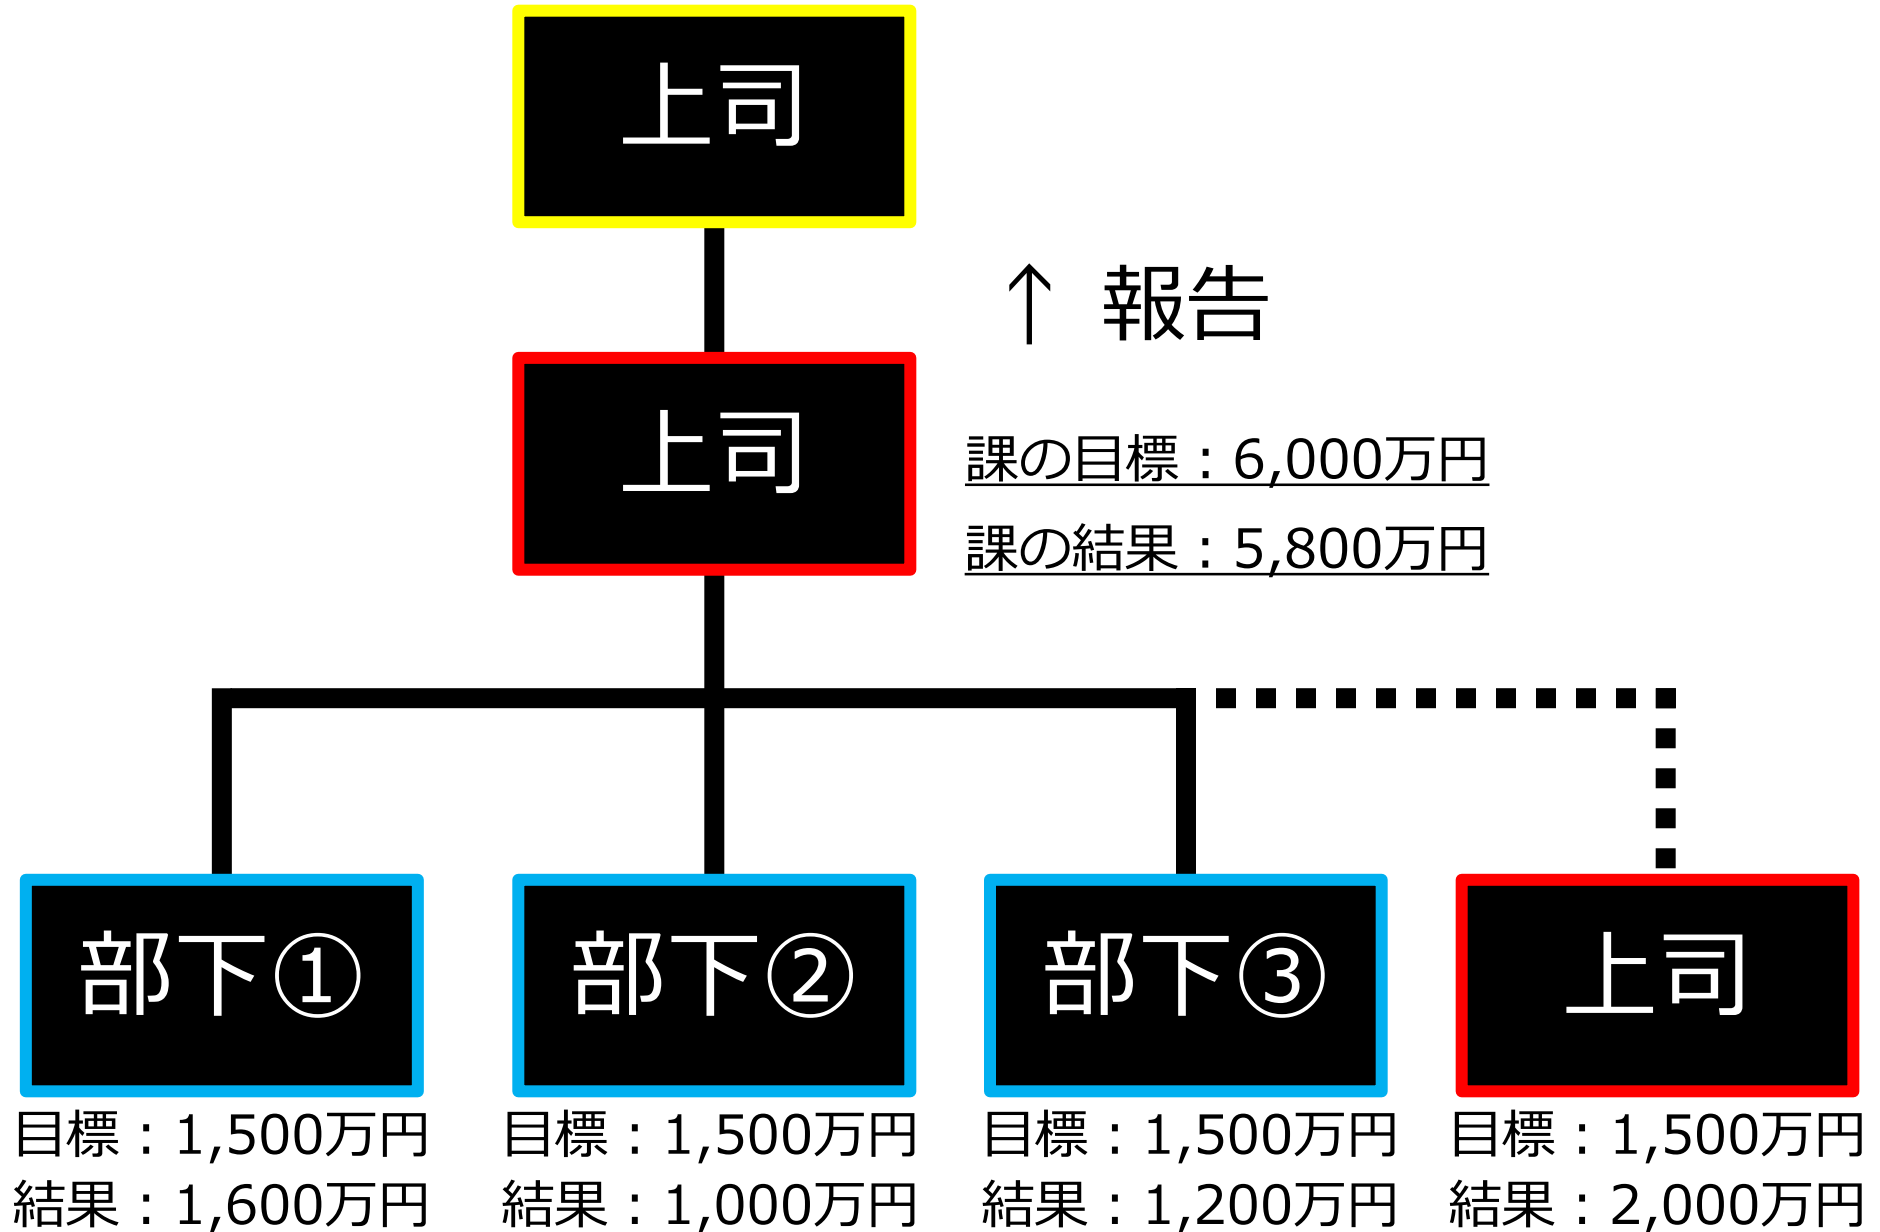 上司
↑ 報告
上司
課の目標：6,000万円
課の結果：5,800万円
部下①
部下②
部下③
上司
目標：1,500万円
結果：1,600万円
目標：1,500万円
結果：1,000万円
目標：1,500万円
結果：1,200万円
目標：1,500万円
結果：2,000万円